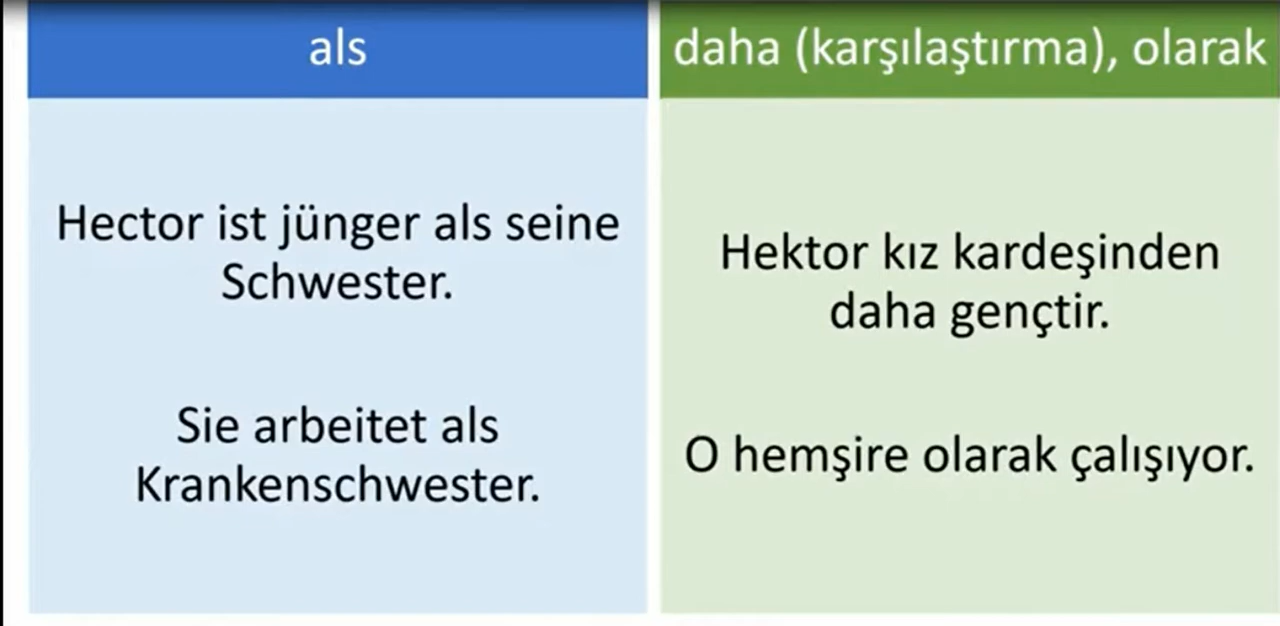 als
daha (karşılaştırma), olarak
Hector ist jünger als seine
Schwester.
Sie arbeitet als
Krankenschwester.
Hektor kız kardeşinden
daha gençtir.
O hemşire olarak çalışıyor.